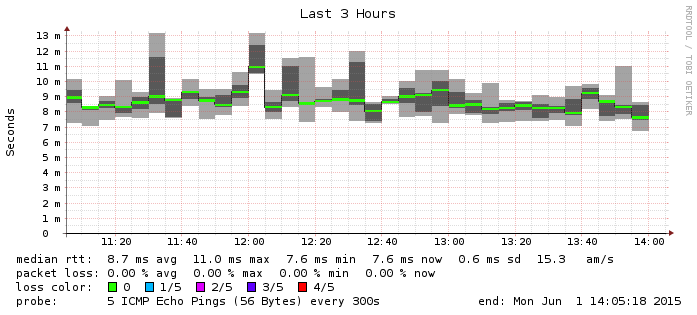 Last 3 Hours
RRDTOOL / TOBI OETIKER
Seconds
13 m
12 m
11 m
10 m
9 m
8 m
7 m
6 m
5 m
4 m
3 m
2 m
1 m
0
11:20 11:40 12:00 12:20 12:40 13:00 13:20 13:40 14:00
median rtt: 8.7 ms avg 11.0 ms max 7.6 ms min 7.6 ms now 0.6 ms sd 15.3 am/s
packet loss: 0.00 % avg 0.00 % max 0.00 % min 0.00 % now
loss color: 0 1/5 2/5 3/5 4/5
probe: 5 ICMP Echo Pings (56 Bytes) every 300s end: Mon Jun 1 14:05:18 2015